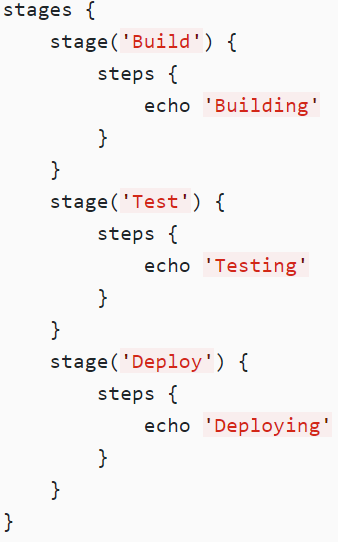 stages {
    stage('Build') {
        steps {
            echo 'Building'
        }
    }
    stage('Test') {
        steps {
            echo 'Testing'
        }
    }
    stage('Deploy') {
        steps {
            echo 'Deploying'
        }
    }
}